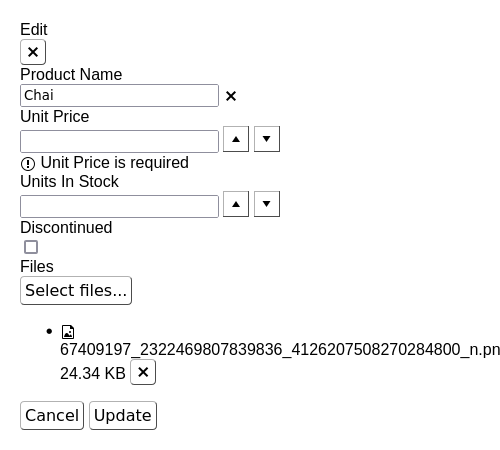 Edit
Product Name
Chai
Unit Price
Unit Price is required
Units In Stock
Discontinued
Files
Select files...
67409197_2322469807839836_4126207508270284800_n.pn
24.34 KB
Cancel Update